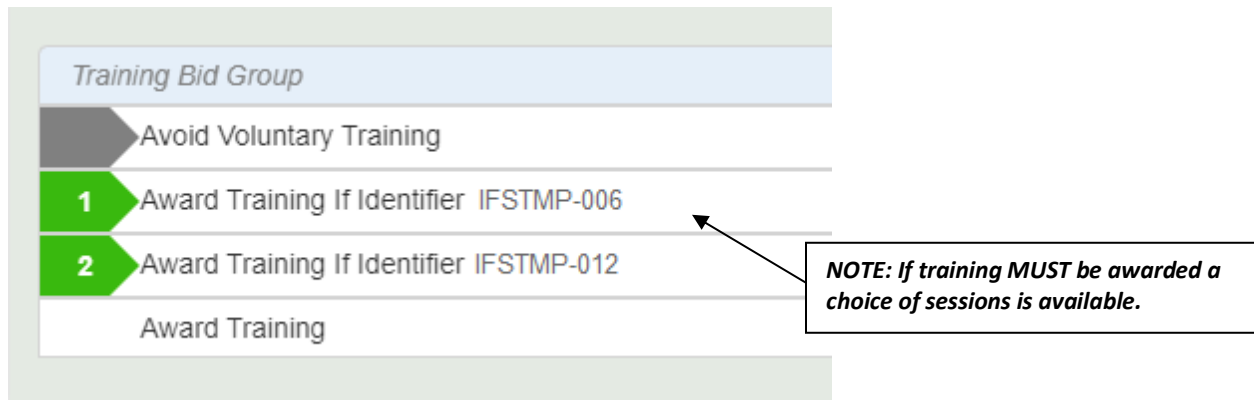 Training Bid Group
Avoid Voluntary Training
1 Award Training If Identifier IFSTMP-006
2 Award Training If Identifier IFSTMP-012
Award Training
NOTE: If training MUST be awarded a
choice of sessions is available.